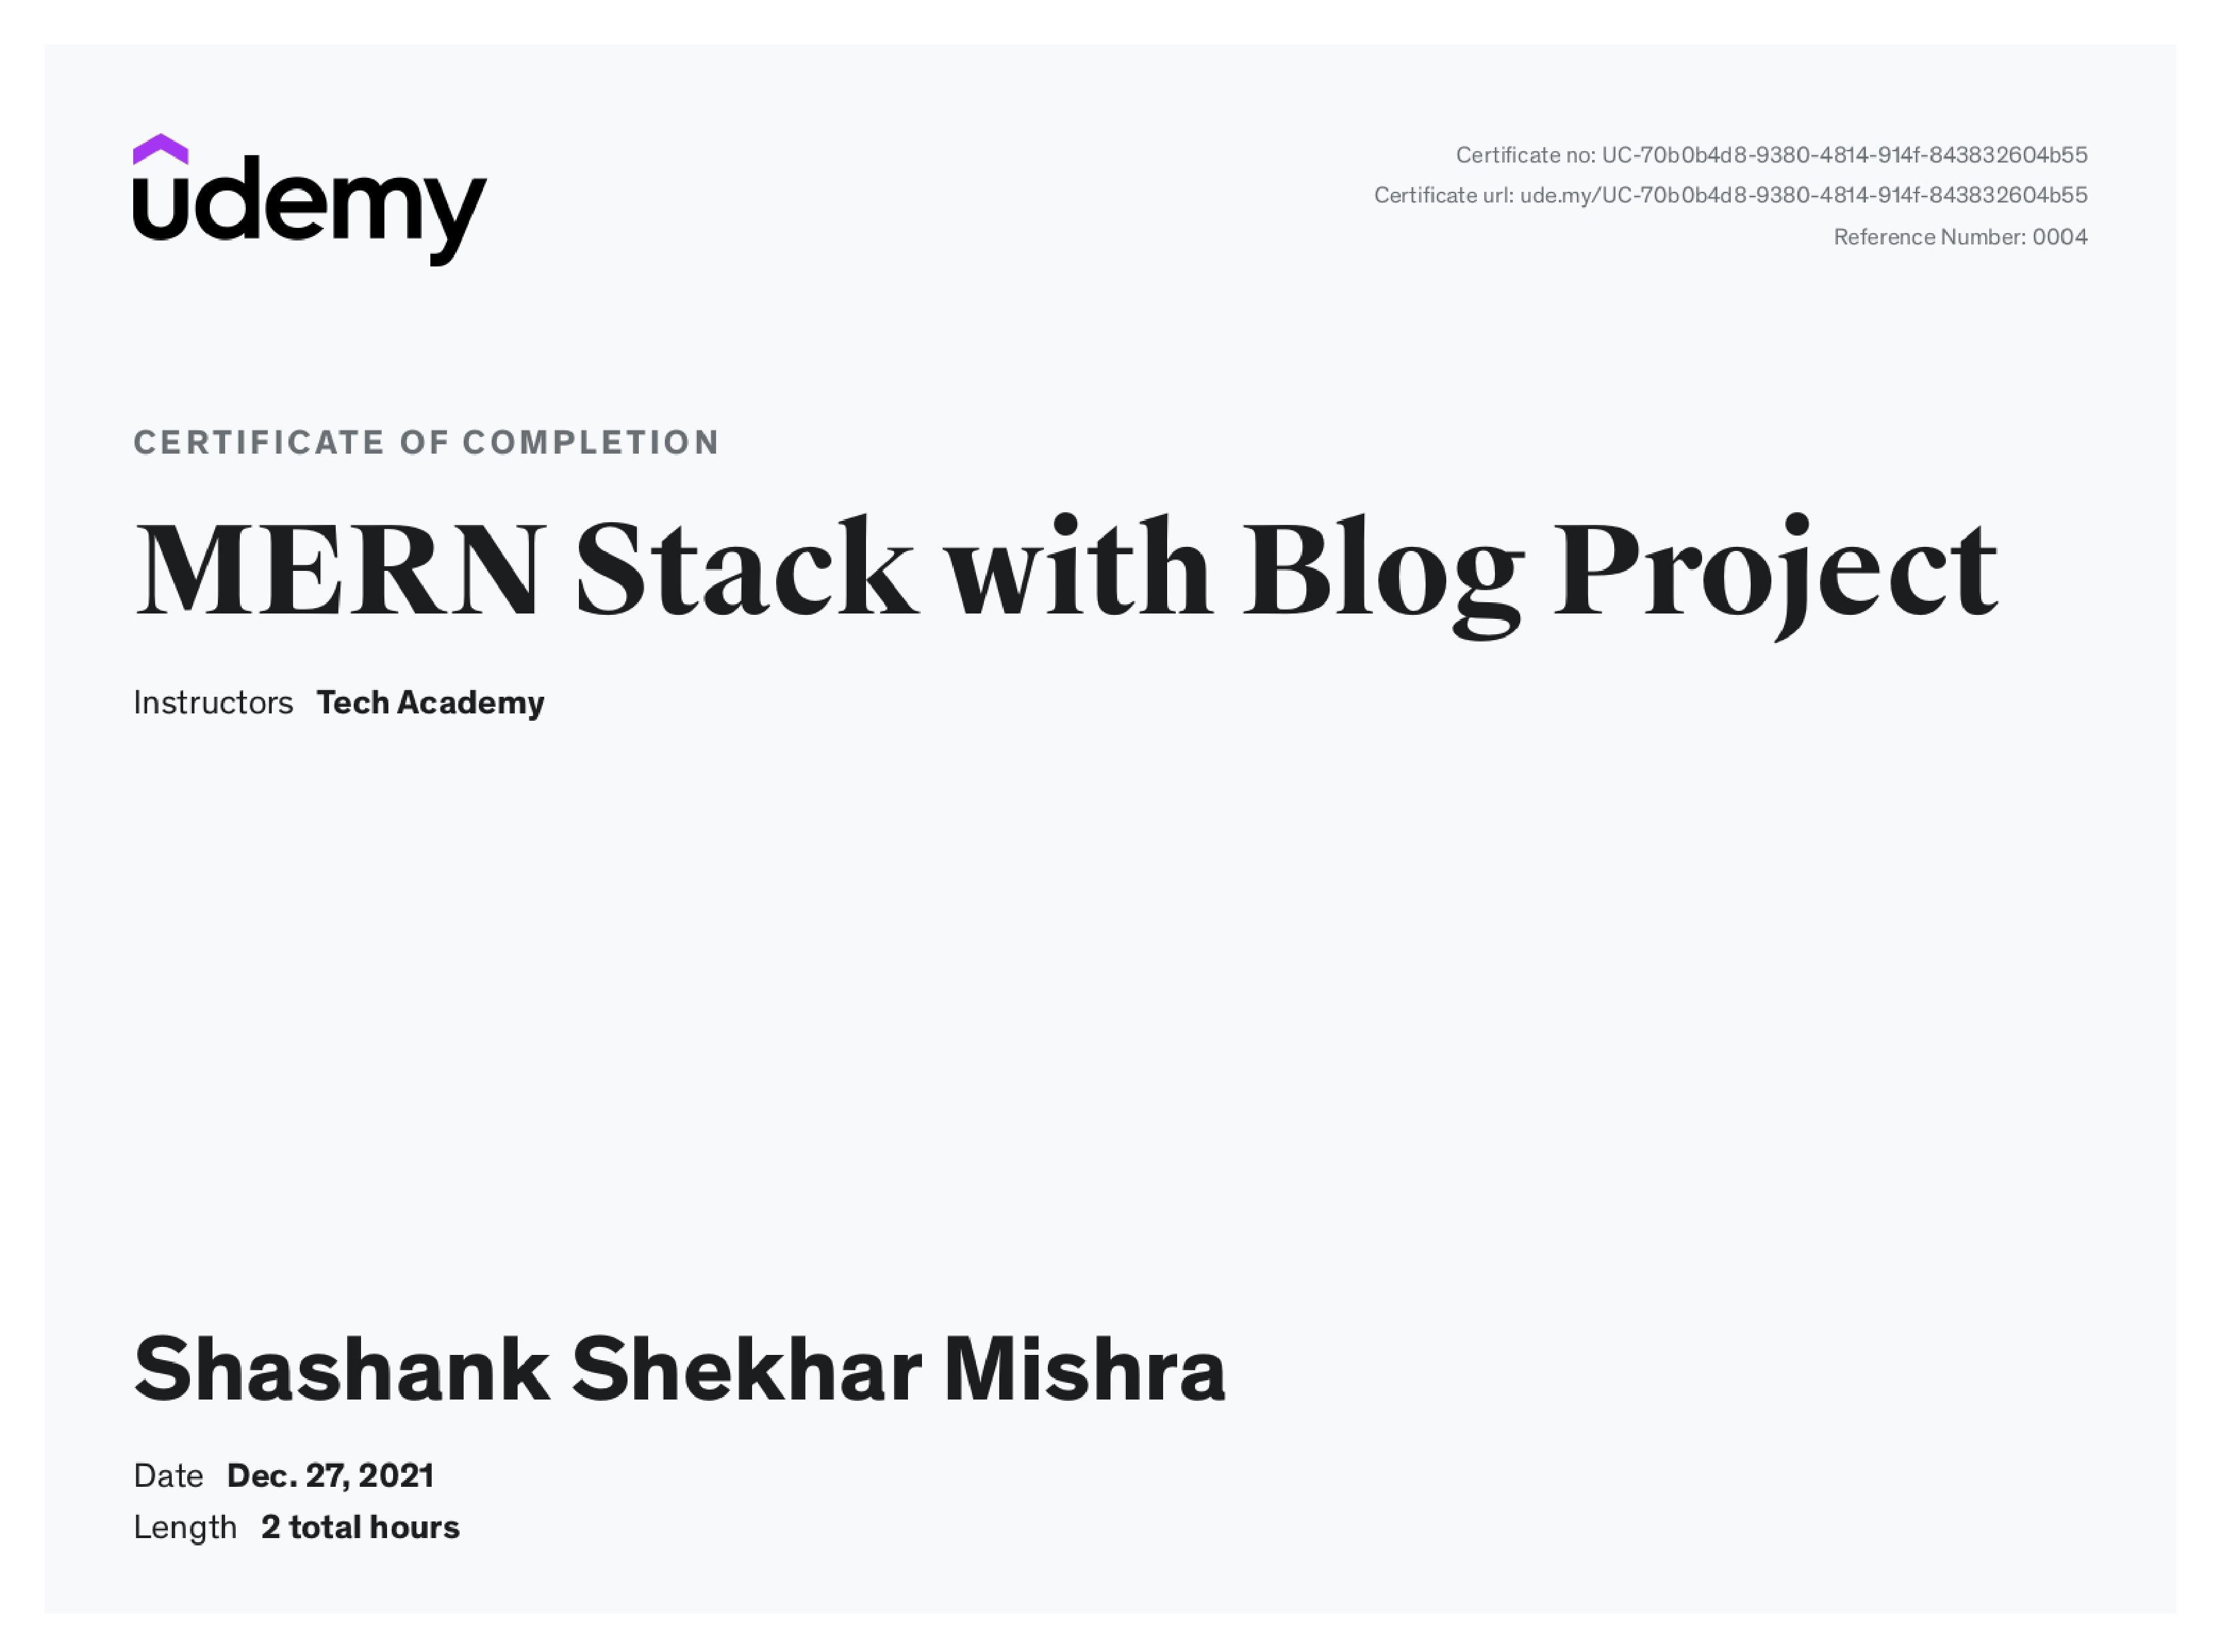 udemy
Certificate no: UC-70b0b4d8-9380-4814-914f-843832604b55
Certificate url: ude.my/UC-70b0b4d8-9380-4814-914f-843832604b55
Reference Number: 0004
CERTIFICATE OF COMPLETION
MERN Stack with Blog Project
Instructors Tech Academy
Shashank Shekhar Mishra
Date Dec. 27, 2021
Length 2 total hours